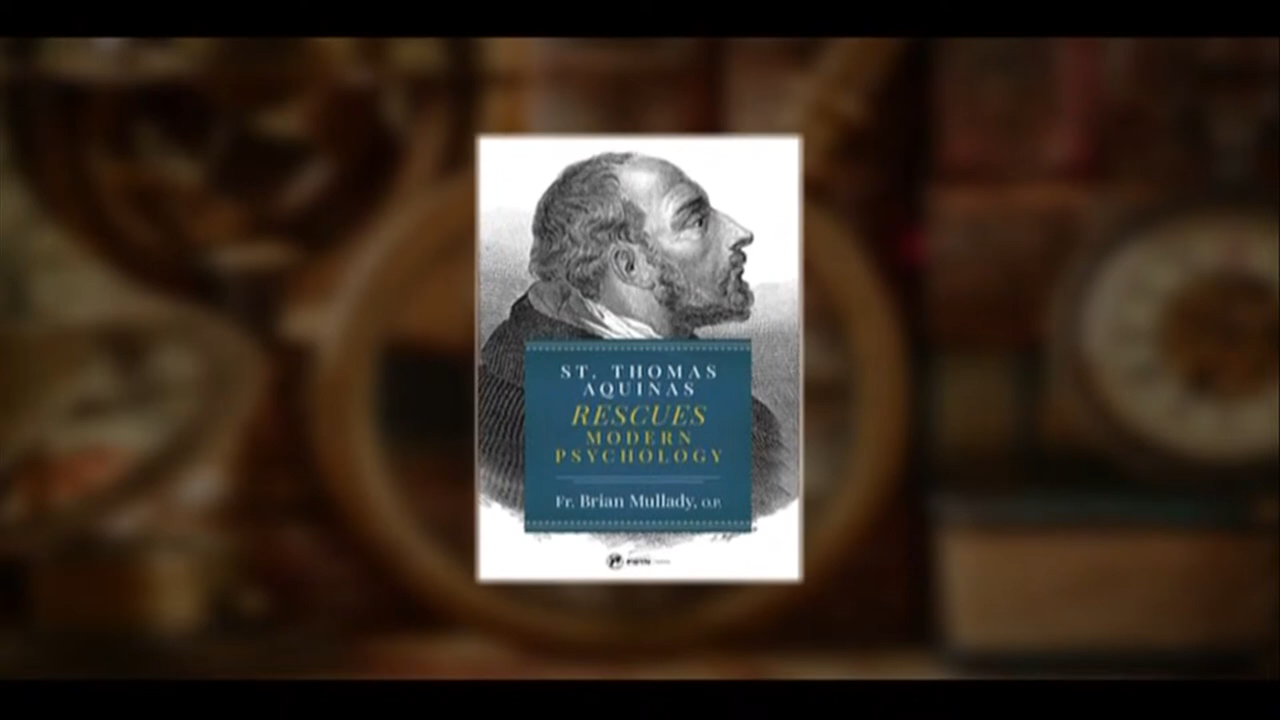 ST. THOMAS
AQUINAS
RESCUES
MODERN
PSYCHOLOGY
Fr. Brian Mullady, O.P.